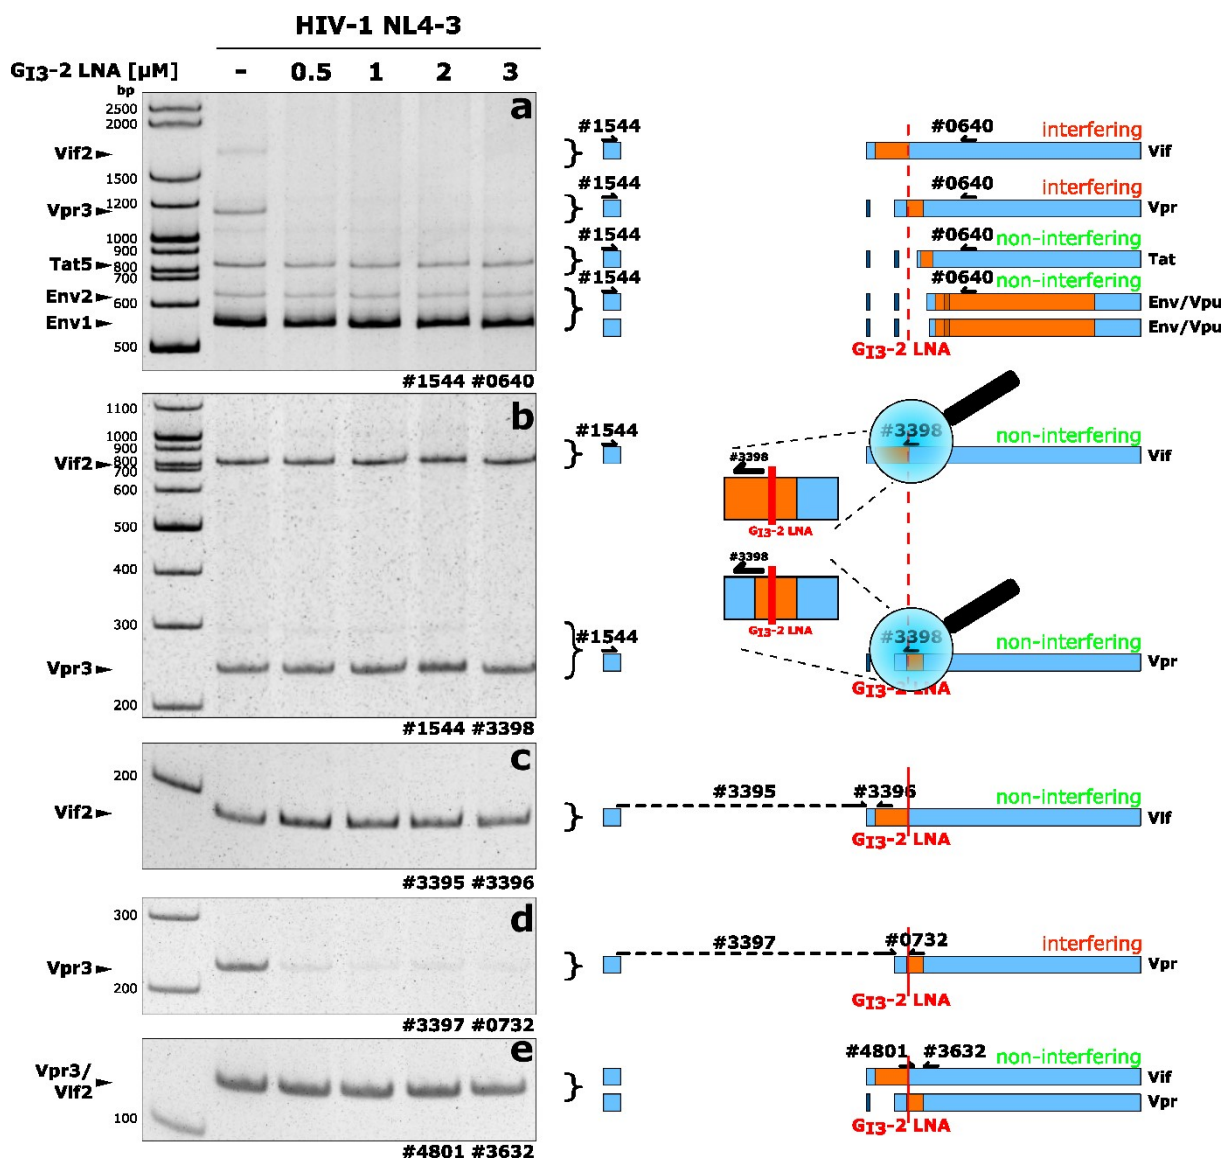 HIV-1 NL4-3
GI3-2 LNA [µM] - 0.5 1 2 3
bp
a
2500
2000
Vif2
1500
Vpr3
1200
1000
900
Tat5
800
700
Env2
600
Env1
500
#1544 #0640
#1544 #0640 interfering Vif
#1544 #0640 interfering Vpr
#1544 #0640 non-interfering Tat
#1544 #0640 non-interfering
Env/Vpu
Env/Vpu
GI3-2 LNA
b
1100
1000
900
Vif2
800
700
600
500
400
300
Vpr3
200
#1544 #3398
#1544 #3398 non-interfering Vif
#3398
GI3-2 LNA
#3398
GI3-2 LNA
#1544 #3398 non-interfering Vpr
GI3-2 LNA
c
200
Vif2
#3395 #3396
#3395 #3396 non-interfering
VIf
GI3-2 LNA
d
300
Vpr3
200
#3397 #0732
#3397 #0732 interfering
Vpr
GI3-2 LNA
e
Vpr3/
VIf2
100
#4801 #3632
#4801 #3632 non-interfering
Vif
Vpr
GI3-2 LNA